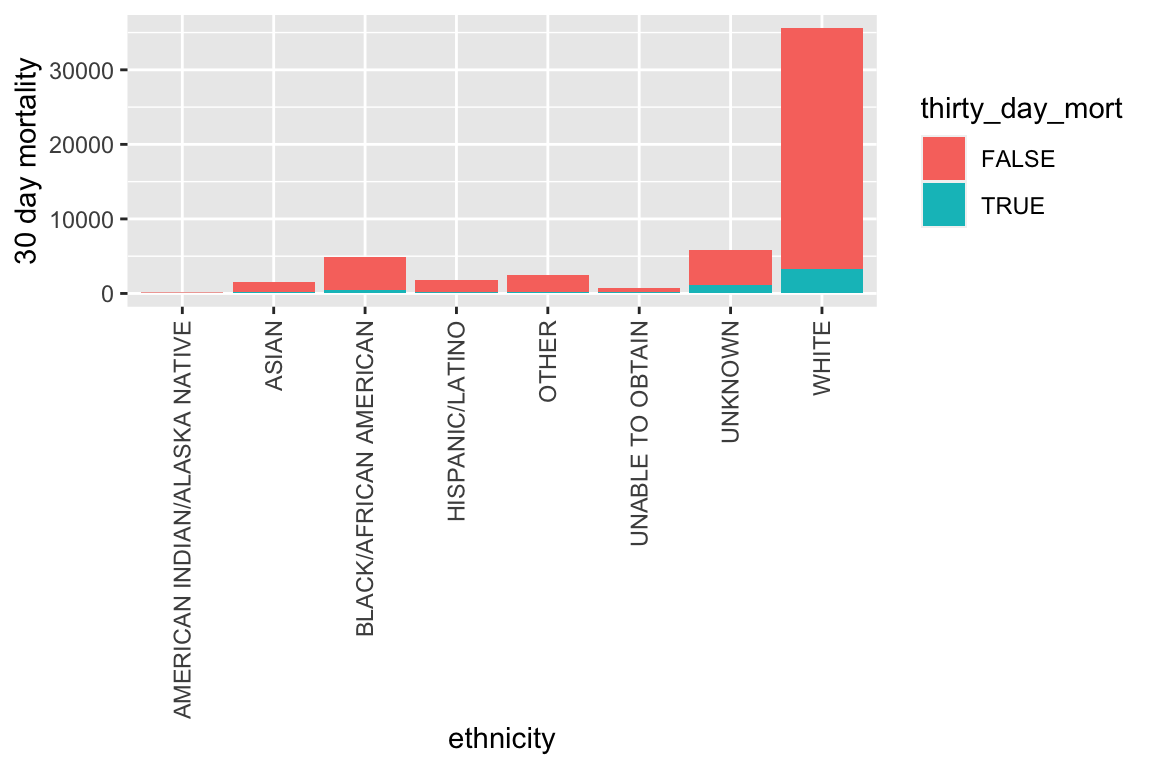 30 day mortality
30000
20000
10000
0
AMERICAN INDIAN/ALASKA NATIVE
ASIAN
BLACK/AFRICAN AMERICAN
HISPANIC/LATINO
OTHER
UNABLE TO OBTAIN
UNKNOWN
WHITE
ethnicity
thirty_day_mort
FALSE
TRUE